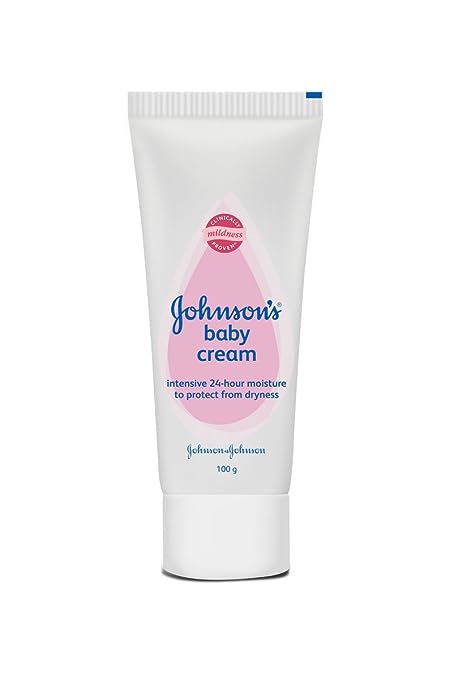 CLINICALLY
mildness
PROVEN®
Johnson's®
baby
cream
intensive 24-hour moisture
to protect from dryness
Johnson & Johnson
100 g